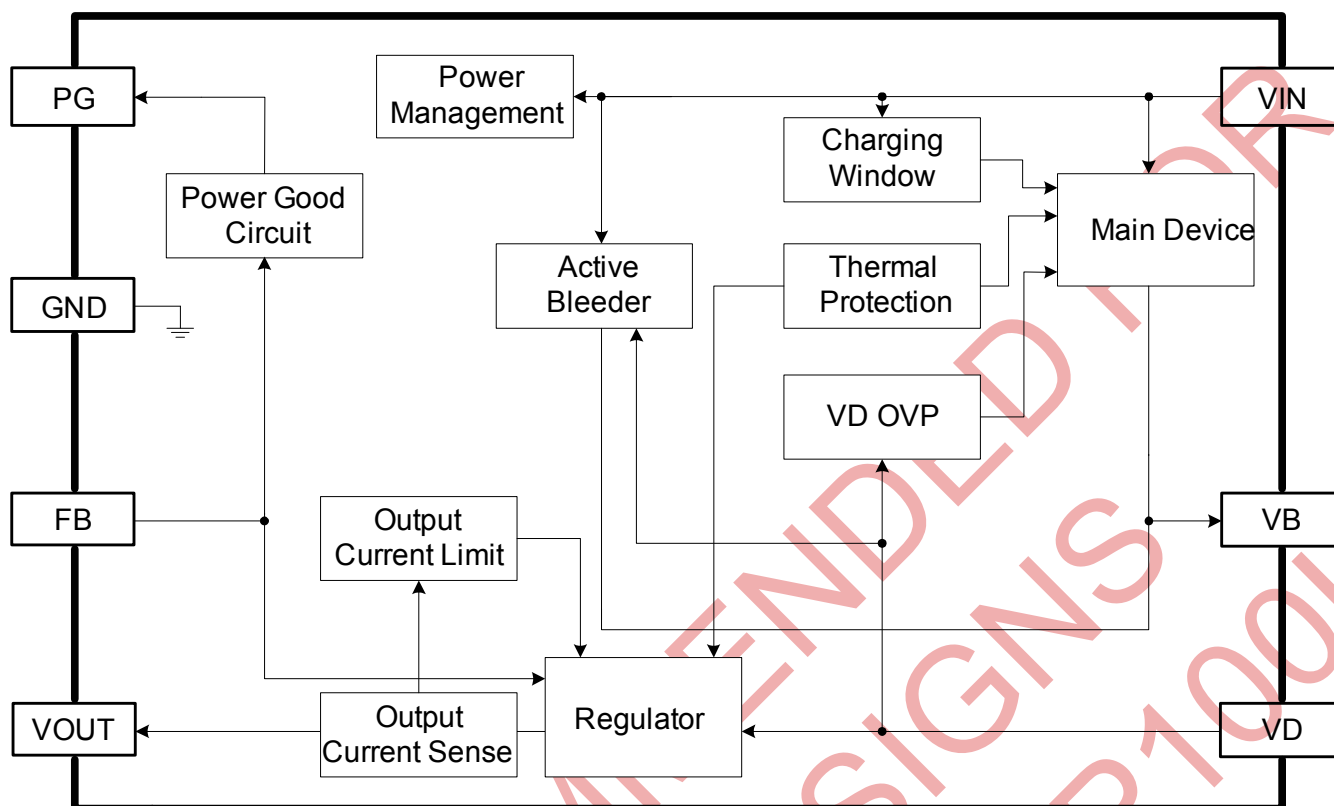 PG
Power
Management
VIN
Charging
Window
Power Good
Circuit
Main Device
GND
Active
Bleeder
Thermal
Protection
VD OVP
FB
Output
Current Limit
VB
VOUT
Output
Current Sense
Regulator
VD